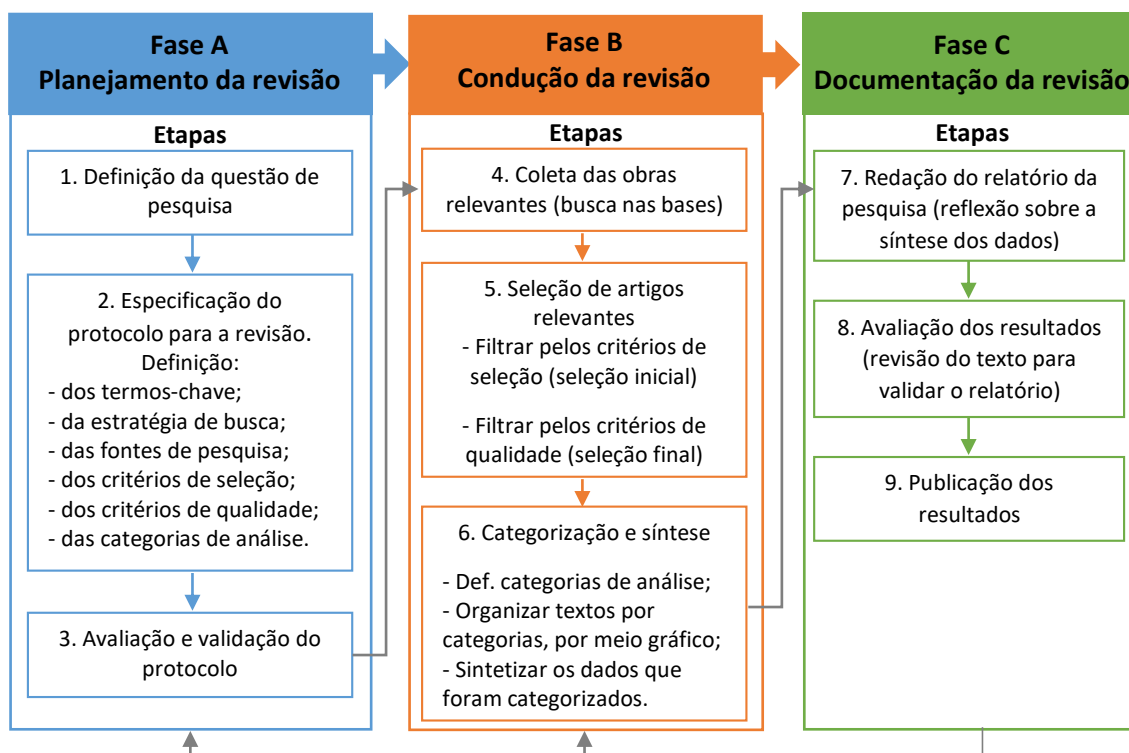 Fase A
Planejamento da revisão
Etapas
1. Definição da questão de
pesquisa
2. Especificação do
protocolo para a revisão.
Definição:
- dos termos-chave;
- da estratégia de busca;
- das fontes de pesquisa;
- dos critérios de seleção;
- dos critérios de qualidade;
- das categorias de análise.
3. Avaliação e validação do
protocolo
Fase B
Condução da revisão
Etapas
4. Coleta das obras
relevantes (busca nas bases)
5. Seleção de artigos
relevantes
- Filtrar pelos critérios de
seleção (seleção inicial)
- Filtrar pelos critérios de
qualidade (seleção final)
6. Categorização e síntese
- Def. categorias de análise;
- Organizar textos por
categorias, por meio gráfico;
- Sintetizar os dados que
foram categorizados.
Fase C
Documentação da revisão
Etapas
7. Redação do relatório da
pesquisa (reflexão sobre a
síntese dos dados)
8. Avaliação dos resultados
(revisão do texto para
validar o relatório)
9. Publicação dos
resultados